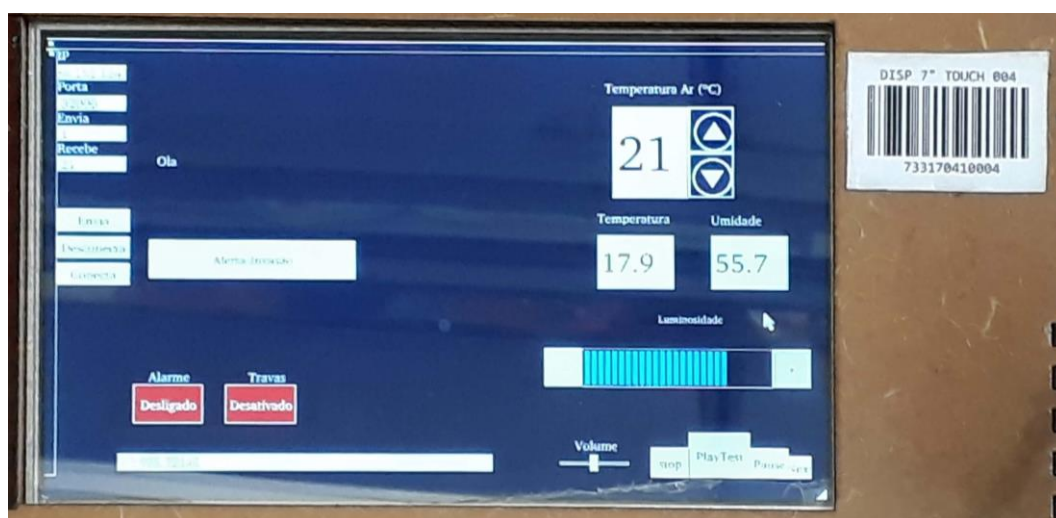 IP
Porta
Envia
Recebe
Ola
Envia
Desconecta
Conecta
Alarme
Travas
Desligado
Desativado
Temperatura Ar (ºC)
21
Temperatura
Umidade
17.9
55.7
Luminosidade
Volume
stop
PlayTest
Pause
DISP 7" TOUCH 004
733170410004